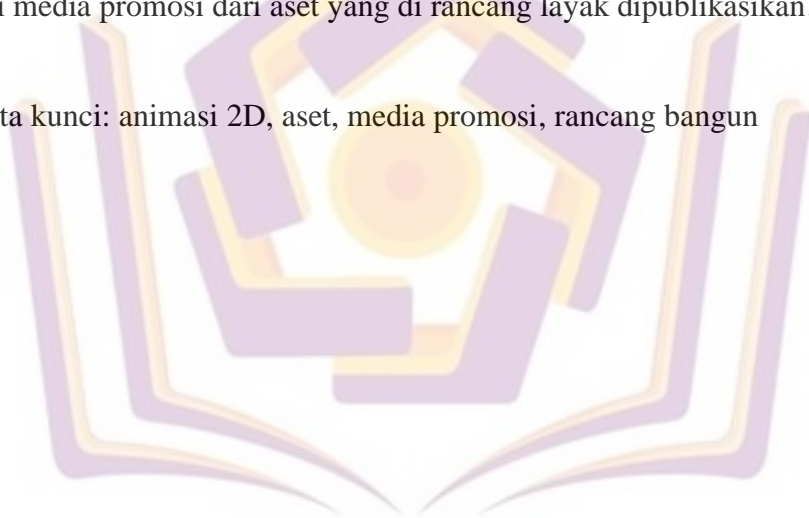 i media promosi dari aset yang di rancang layak dipublikasikan
ta kunci: animasi 2D, aset, media promosi, rancang bangun